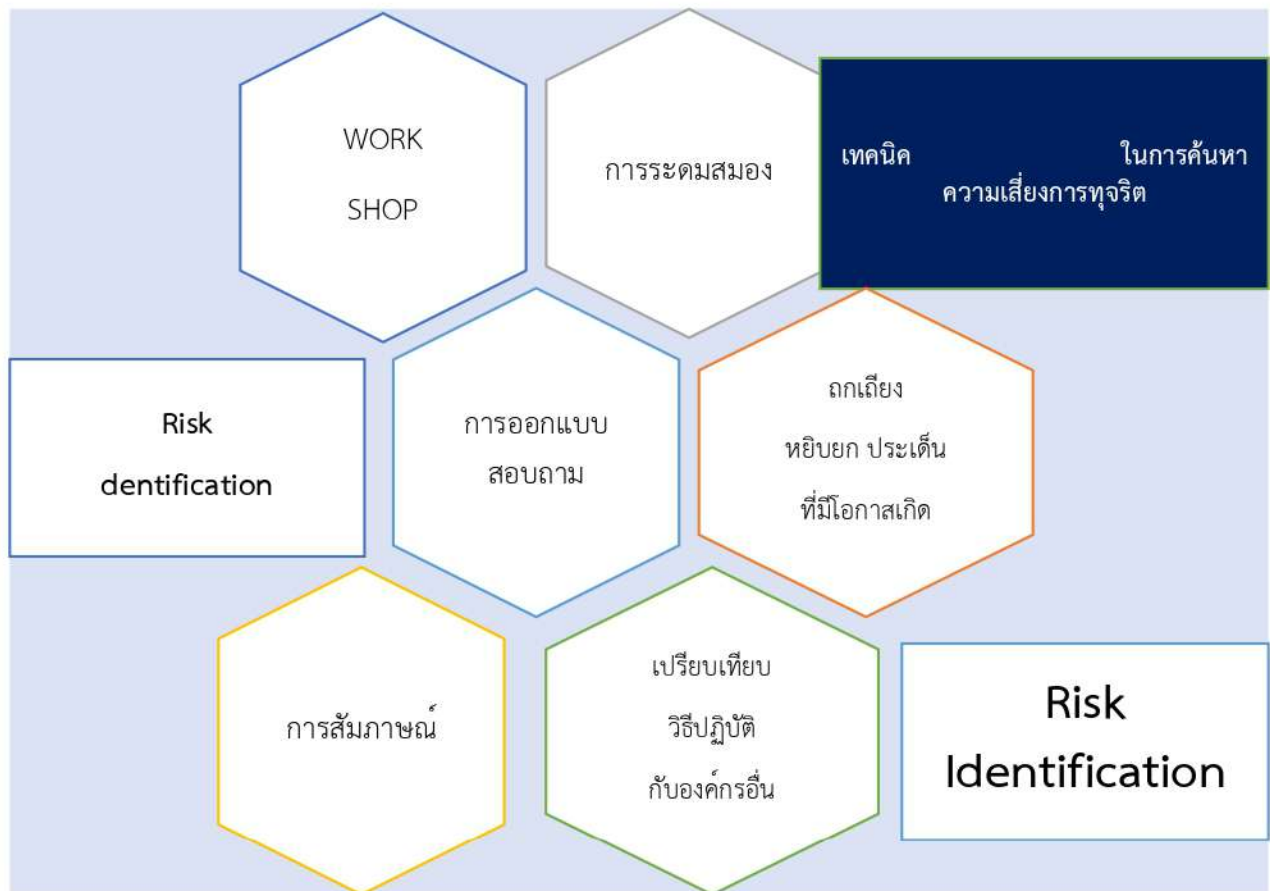 WORK
SHOP
การระดมสมอง
เทคนิค ในการค้นหา
ความเสี่ยงการทุจริต
Risk
dentification
การออกแบบ
สอบถาม
ถกเถียง
หยิบยก ประเด็น
ที่มีโอกาสเกิด
การสัมภาษณ์
เปรียบเทียบ
วิธีปฏิบัติ
กับองค์กรอื่น
Risk
Identification